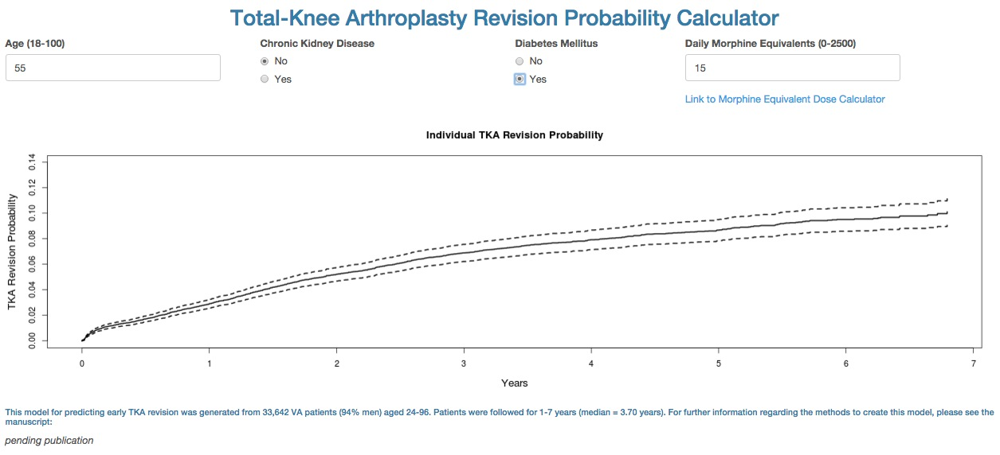 Total-Knee Arthroplasty Revision Probability Calculator
Age (18-100)
55
Chronic Kidney Disease
No
Yes
Diabetes Mellitus
No
Yes
Daily Morphine Equivalents (0-2500)
15
Link to Morphine Equivalent Dose Calculator
Individual TKA Revision Probability
TKA Revision Probability
0.14
0.12
0.10
0.08
0.06
0.04
0.02
0.00
0 1 2 3 4 5 6 7
Years
This model for predicting early TKA revision was generated from 33,642 VA patients (94% men) aged 24-96. Patients were followed for 1-7 years (median = 3.70 years). For further information regarding the methods to create this model, please see the
manuscript:
pending publication